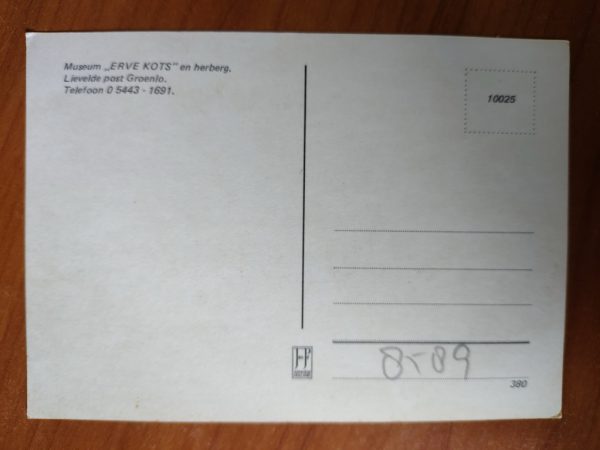 Museum „ERVE KOTS" en herberg.
Lievelde post Groenlo.
Telefoon 0 5443 - 1691.
10025
8-89
380